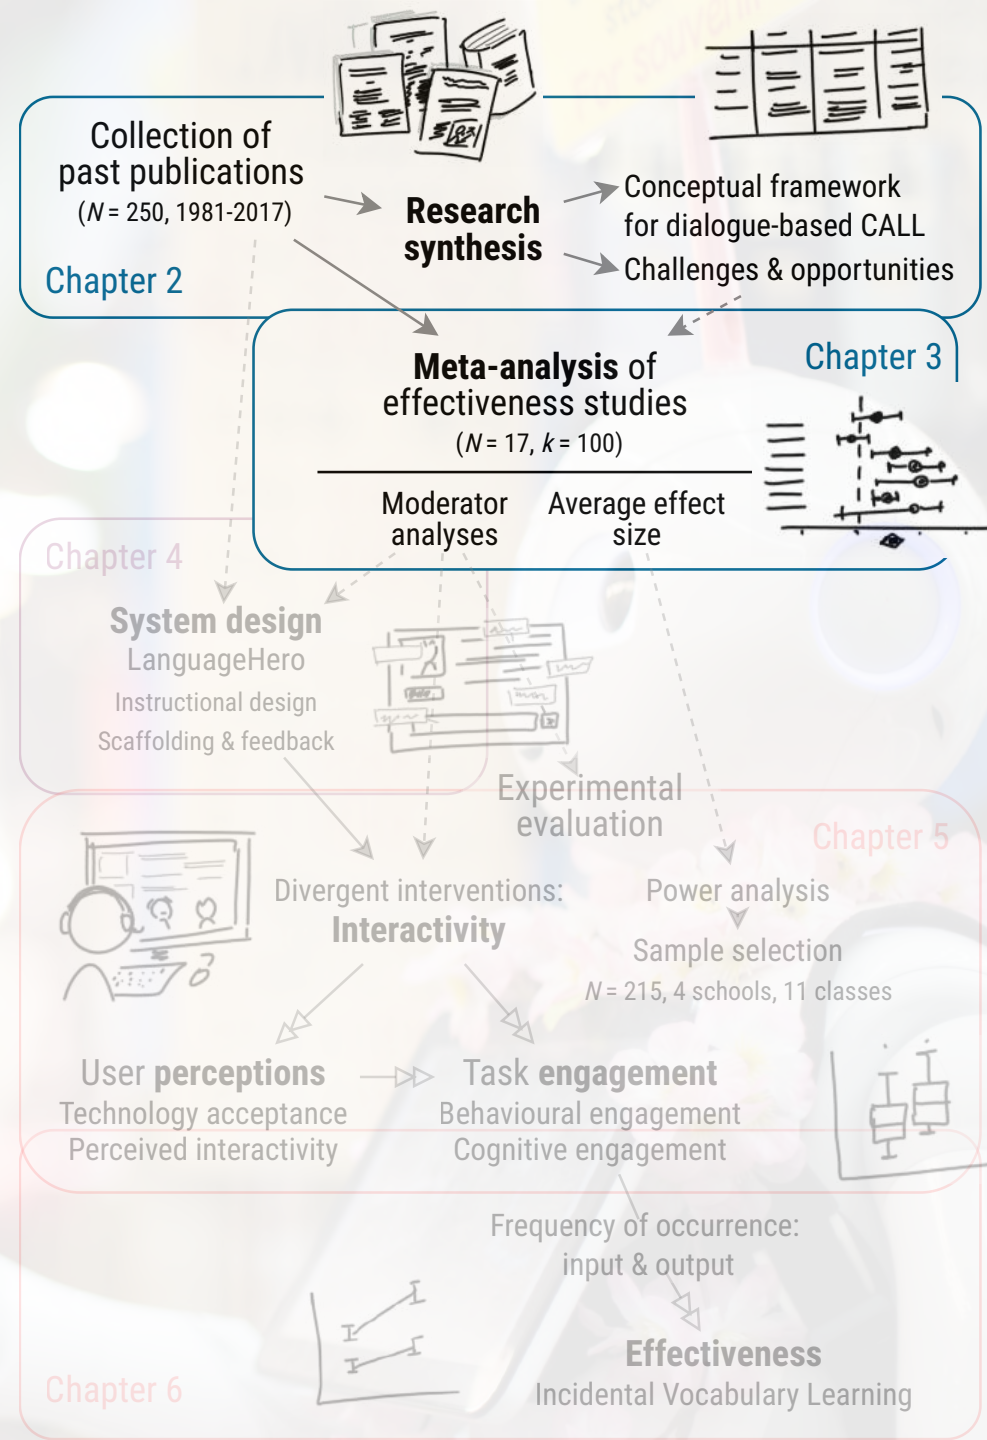 Collection of
past publications
(N = 250, 1981-2017)
Chapter 2
Research
synthesis
Conceptual framework
for dialogue-based CALL
Challenges & opportunities
Chapter 3
Meta-analysis of
effectiveness studies
(N = 17, k = 100)
Moderator
analyses
Average effect
size
Chapter 4
System design
LanguageHero
Instructional design
Scaffolding & feedback
Experimental
evaluation
Chapter 5
Divergent interventions:
Interactivity
Power analysis
Sample selection
N = 215, 4 schools, 11 classes
User perceptions
Technology acceptance
Perceived interactivity
Task engagement
Behavioural engagement
Cognitive engagement
Frequency of occurrence:
input & output
Effectiveness
Incidental Vocabulary Learning
Chapter 6